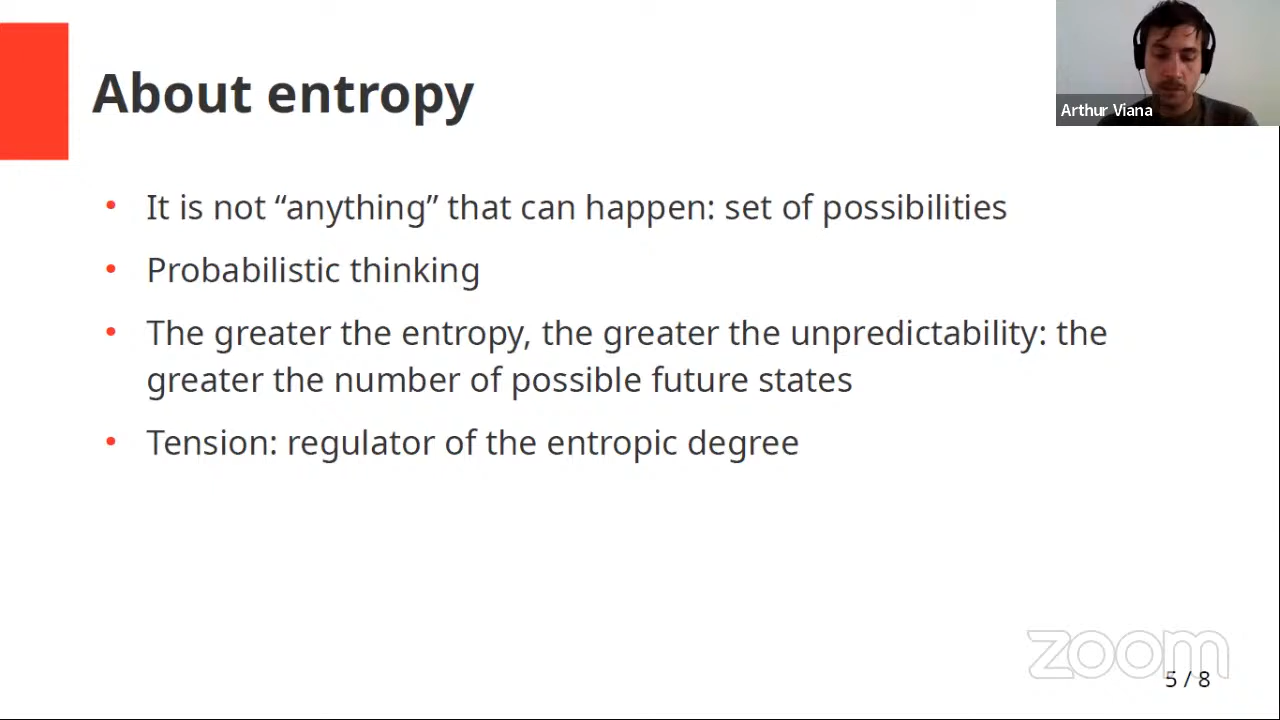 About entropy
Arthur Viana
• It is not “anything” that can happen: set of possibilities
• Probabilistic thinking
• The greater the entropy, the greater the unpredictability: the
greater the number of possible future states
• Tension: regulator of the entropic degree
zoom
5 / 8